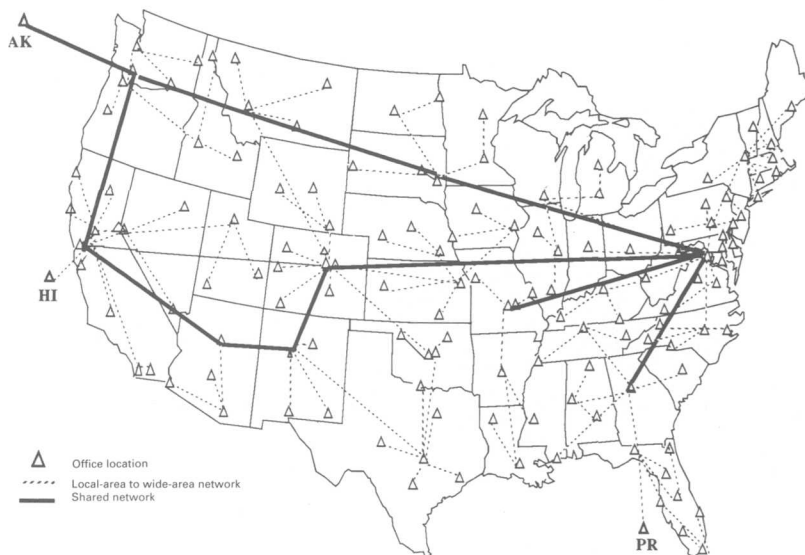 AK
HI
PR
Office location
Local-area to wide-area network
Shared network